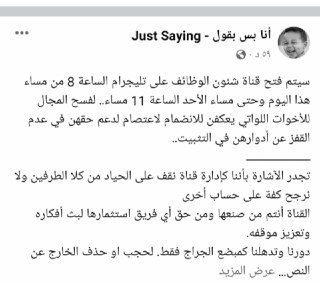 أنا بس بقول - Just Saying
٥٩ د ·
سيتم فتح قناة شئون الوظائف على تليجرام الساعة 8 من مساء
هذا اليوم وحتى مساء الأحد الساعة 11 مساء.. لفسح المجال
للأخوات اللواتي يعكفن للانضمام لاعتصام لدعم حقهن في عدم
القفز عن أدوارهن في التثبيت..
تجدر الآشارة بأننا كإدارة قناة نقف على الحياد من كلا الطرفين ولا
نرجح كفة على حساب أخرى
القناة أنتم من صنعها ومن حق أي فريق استثمارها لبث أفكاره
وتعزيز موقفه.
دورنا وتدهلنا كمبضع الجراح فقط. لحجب او حذف الخارج عن
النص... عرض المزيد